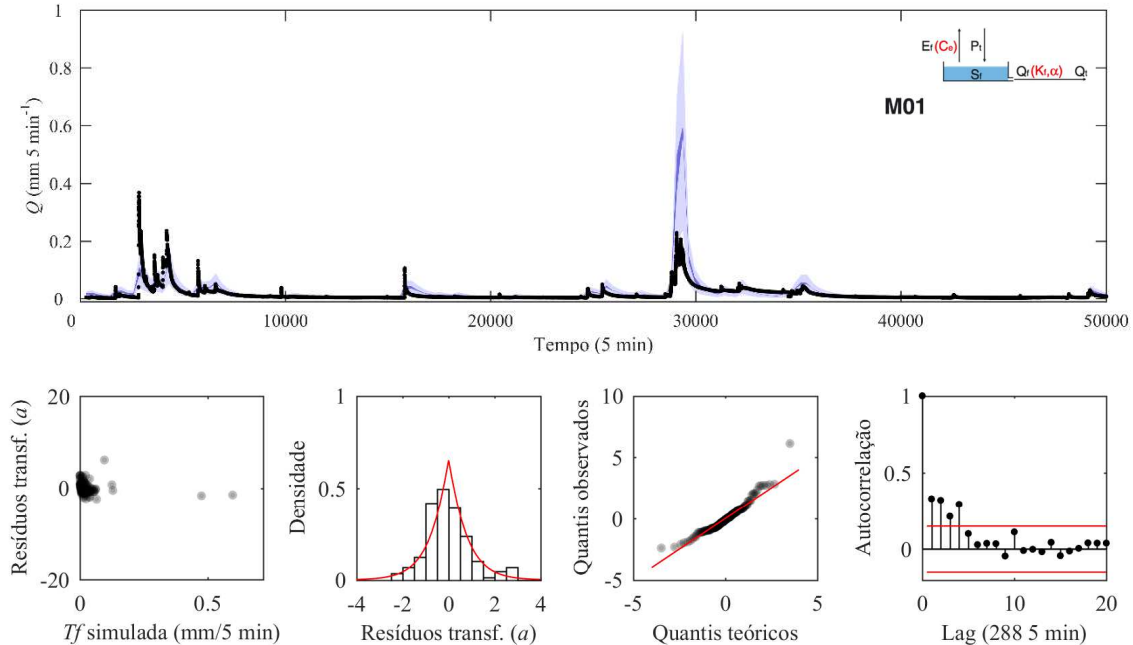 1
0.8
0.6
0.4
0.2
0
Q (mm 5 min⁻¹)
Ef(Ce) Pt
Sf Qf(Kf,α) Qt
M01
0 10000 20000 30000 40000 50000
Tempo (5 min)
20
0
-20
Resíduos transf. (a)
0 0.5
Tf simulada (mm/5 min)
1
0.5
0
Densidade
-4 -2 0 2 4
Resíduos transf. (a)
10
5
0
-5
Quantis observados
-5 0 5
Quantis teóricos
1
0.5
0
Autocorrelação
0 10 20
Lag (288 5 min)